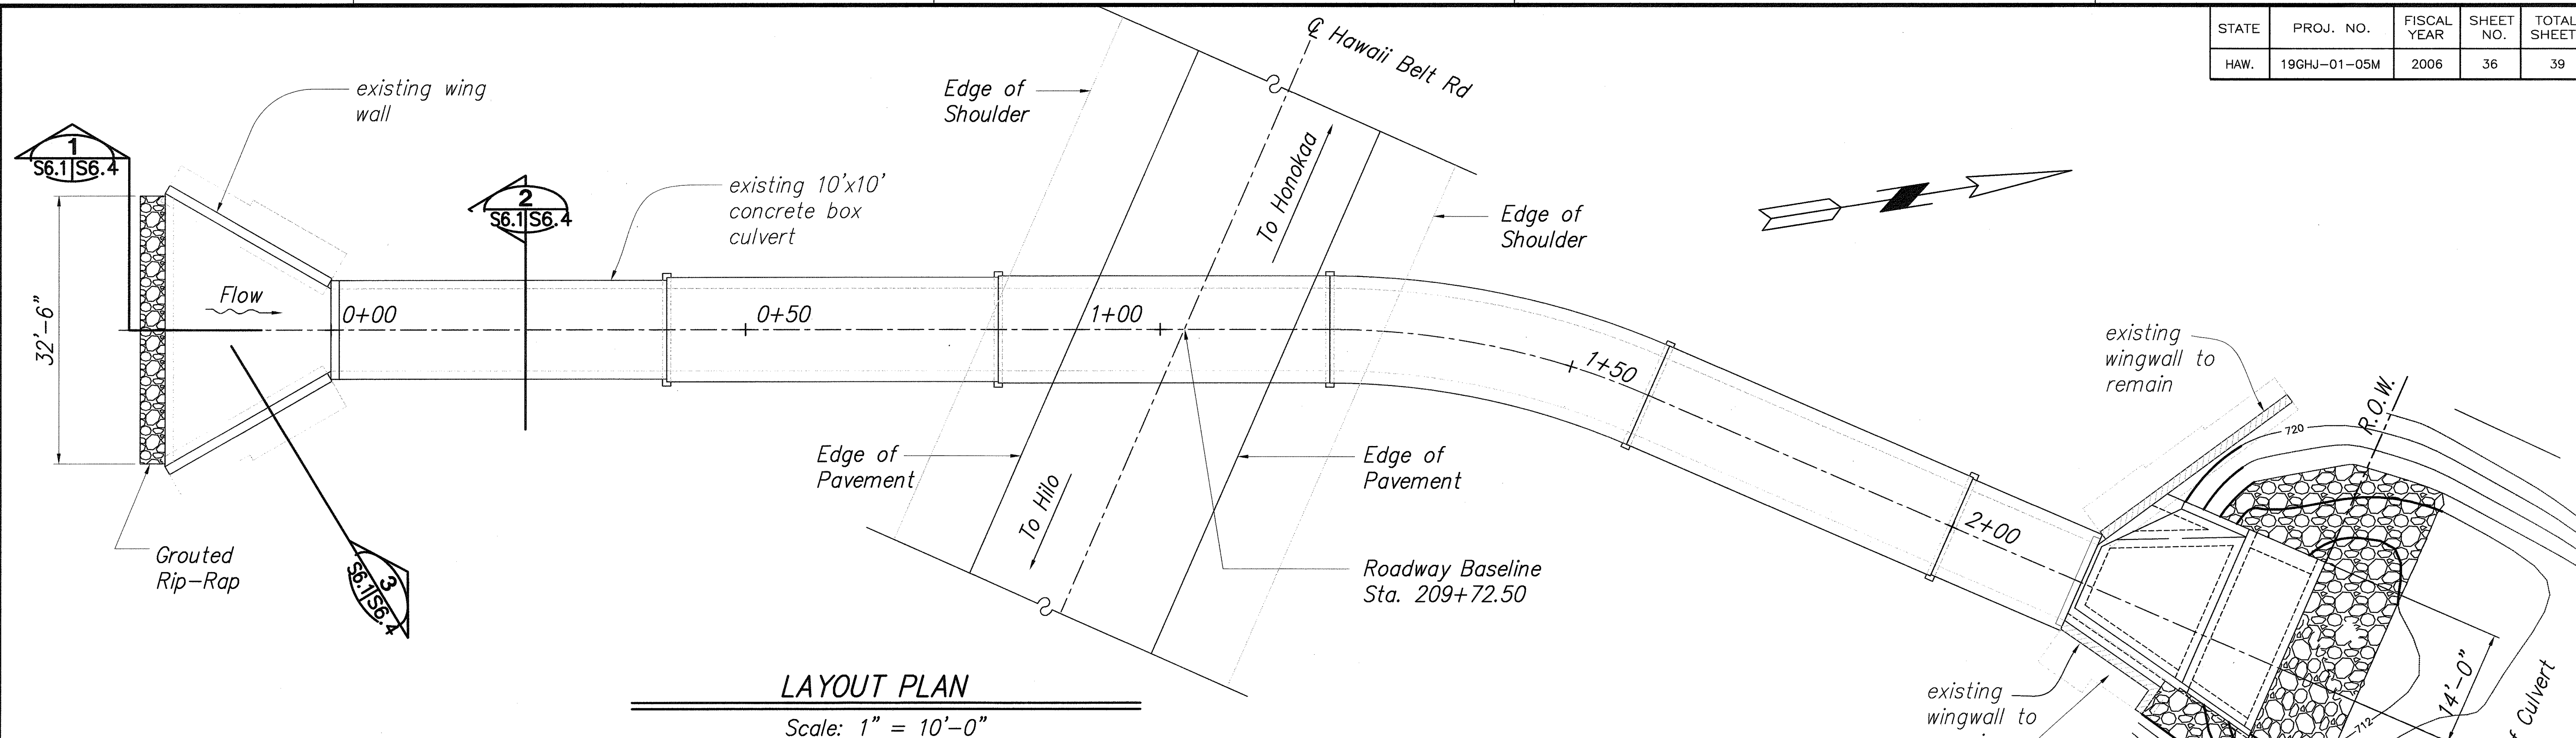 STATE
PROJ. NO.
FISCAL
YEAR
SHEET
NO.
TOTAL
HAW.
19GHJ-01-05M
2006
36
39
℄ Hawaii Belt Rd
existing wing
wall
Edge of
Shoulder
1
S6.1 S6.4
2
S6.1 S6.4
existing 10'x10'
concrete box
culvert
To Honokaa
Edge of
Shoulder
Flow
0+00
0+50
1+00
1+50
2+00
32'-6"
existing
wingwall to
remain
R.O.W.
720
Edge of
Pavement
Edge of
Pavement
To Hilo
Grouted
Rip-Rap
3
S6.1 S6.4
Roadway Baseline
Sta. 209+72.50
existing
wingwall to
14'-0"
Culvert
712
LAYOUT PLAN
Scale: 1" = 10'-0"